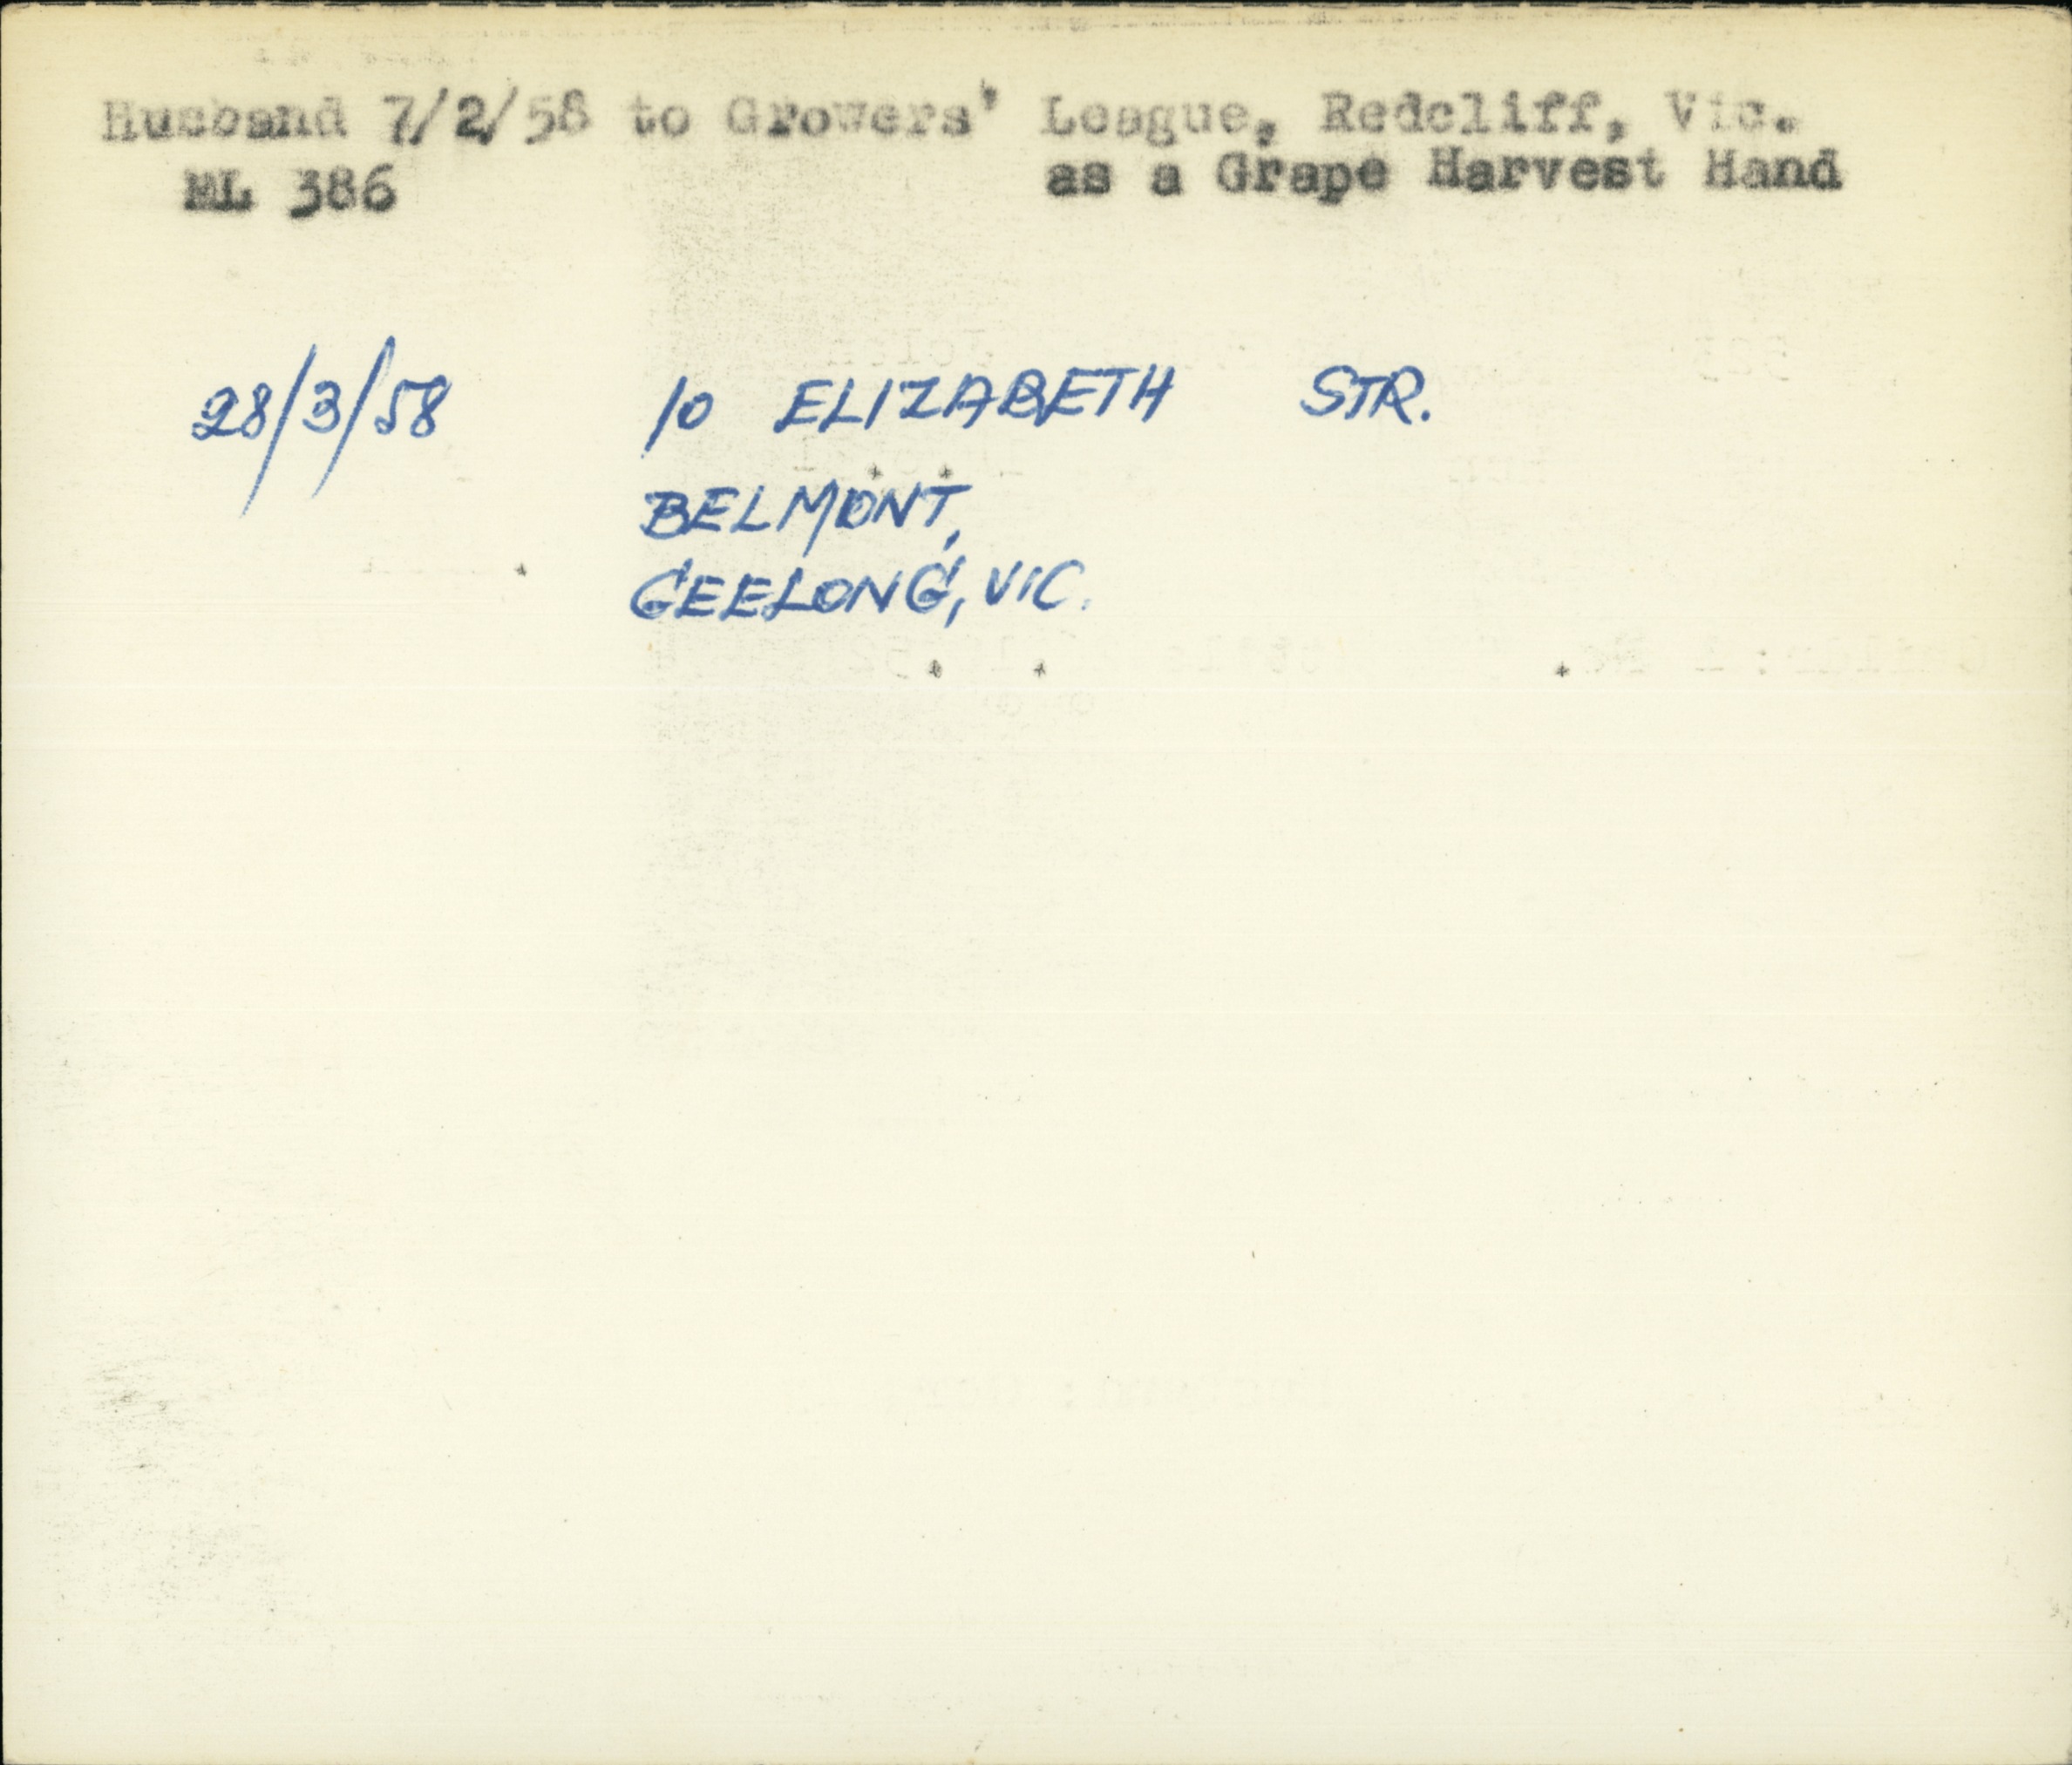 Husband 7/2/58 to Growers' League, Redcliff, Vic.
ML 386 as a Grape Harvest Hand
28/3/58 10 ELIZABETH STR.
BELMONT,
GEELONG, VIC.